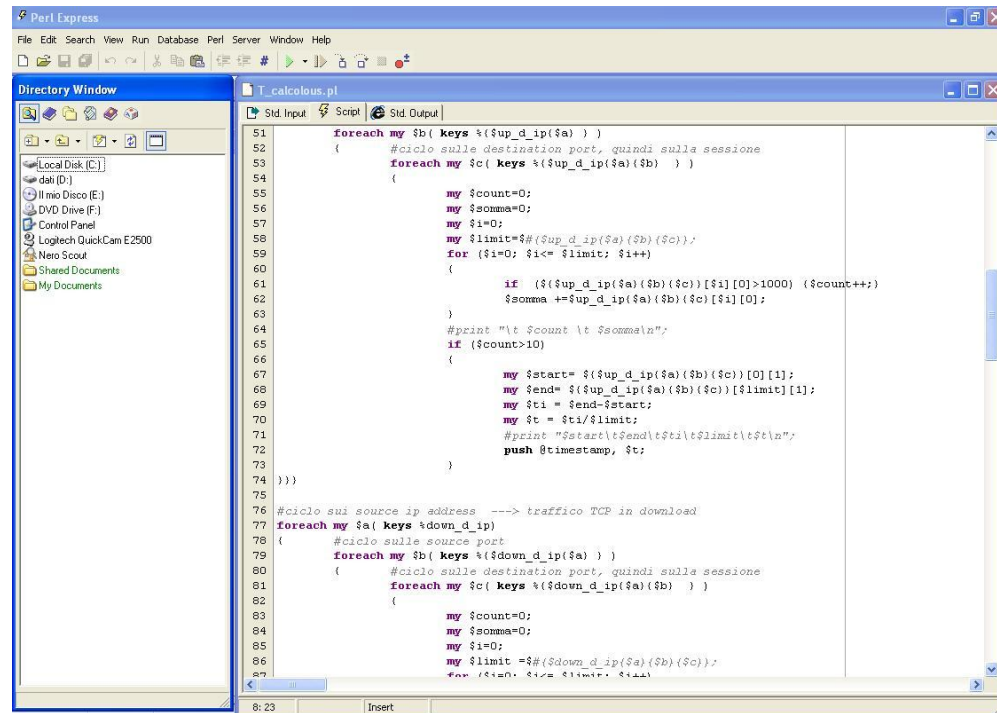 Perl Express
File Edit Search View Run Database Perl Server Window Help
Directory Window
Local Disk (C:)
dati (D:)
Il mio Disco (E:)
DVD Drive (F:)
Control Panel
Logitech QuickCam E2500
Nero Scout
Shared Documents
My Documents
T_calcolous.pl
Std. Input Script Std. Output
51 foreach my $b( keys %{$up_d_ip{$a} } )
52 { #ciclo sulle destination port, quindi sulla sessione
53 foreach my $c( keys %{$up_d_ip{$a}{$b} } )
54 {
55 my $count=0;
56 my $somma=0;
57 my $i=0;
58 my $limit=$#{$up_d_ip{$a}{$b}{$c}};
59 for ($i=0; $i<= $limit; $i++)
60 {
61 if (${$up_d_ip{$a}{$b}{$c}}[$i][0]>1000) {$count++;}
62 $somma +=$up_d_ip{$a}{$b}{$c}[$i][0];
63 }
64 #print "\t $count \t $somma\n";
65 if ($count>10)
66 {
67 my $start= ${$up_d_ip{$a}{$b}{$c}}[0][1];
68 my $end= ${$up_d_ip{$a}{$b}{$c}}[$limit][1];
69 my $ti = $end-$start;
70 my $t = $ti/$limit;
71 #print "$start\t$end\t$ti\t$limit\t$t\n";
72 push @timestamp, $t;
73 }
74 }}}
75
76 #ciclo sui source ip address ---> traffico TCP in download
77 foreach my $a( keys %down_d_ip)
78 { #ciclo sulle source port
79 foreach my $b( keys %{$down_d_ip{$a} } )
80 { #ciclo sulle destination port, quindi sulla sessione
81 foreach my $c( keys %{$down_d_ip{$a}{$b} } )
82 {
83 my $count=0;
84 my $somma=0;
85 my $i=0;
86 my $limit =$#{$down_d_ip{$a}{$b}{$c}};
87 for ($i=0; $i<= $limit; $i++)
8: 23 Insert